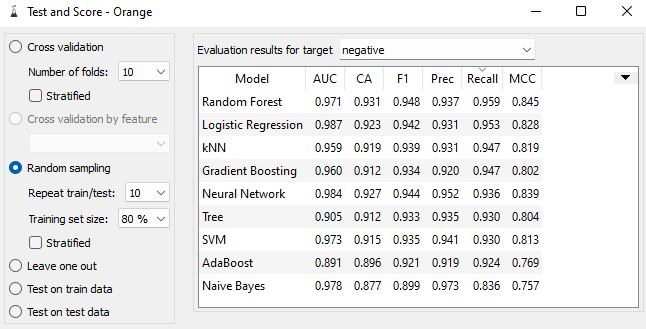 Test and Score - Orange
Cross validation
Number of folds: 10
Stratified
Cross validation by feature
Random sampling
Repeat train/test: 10
Training set size: 80 %
Stratified
Leave one out
Test on train data
Test on test data
Evaluation results for target negative
Model AUC CA F1 Prec Recall MCC
Random Forest 0.971 0.931 0.948 0.937 0.959 0.845
Logistic Regression 0.987 0.923 0.942 0.931 0.953 0.828
kNN 0.959 0.919 0.939 0.931 0.947 0.819
Gradient Boosting 0.960 0.912 0.934 0.920 0.947 0.802
Neural Network 0.984 0.927 0.944 0.952 0.936 0.839
Tree 0.905 0.912 0.933 0.935 0.930 0.804
SVM 0.973 0.915 0.935 0.941 0.930 0.813
AdaBoost 0.891 0.896 0.921 0.919 0.924 0.769
Naive Bayes 0.978 0.877 0.899 0.973 0.836 0.757